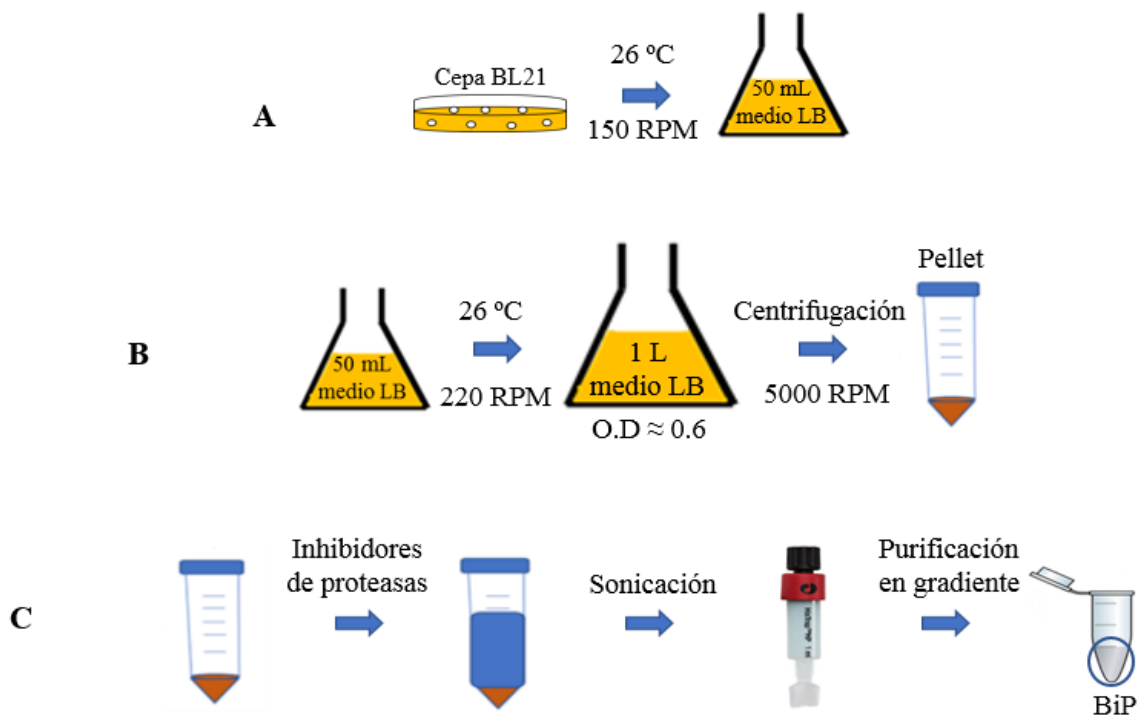 Cepa BL21
26 ºC
150 RPM
50 mL
medio LB
A
B
50 mL
medio LB
26 ºC
220 RPM
1 L
medio LB
O.D ≈ 0.6
Centrifugación
5000 RPM
Pellet
C
Inhibidores
de proteasas
Sonicación
Purificación
en gradiente
BiP